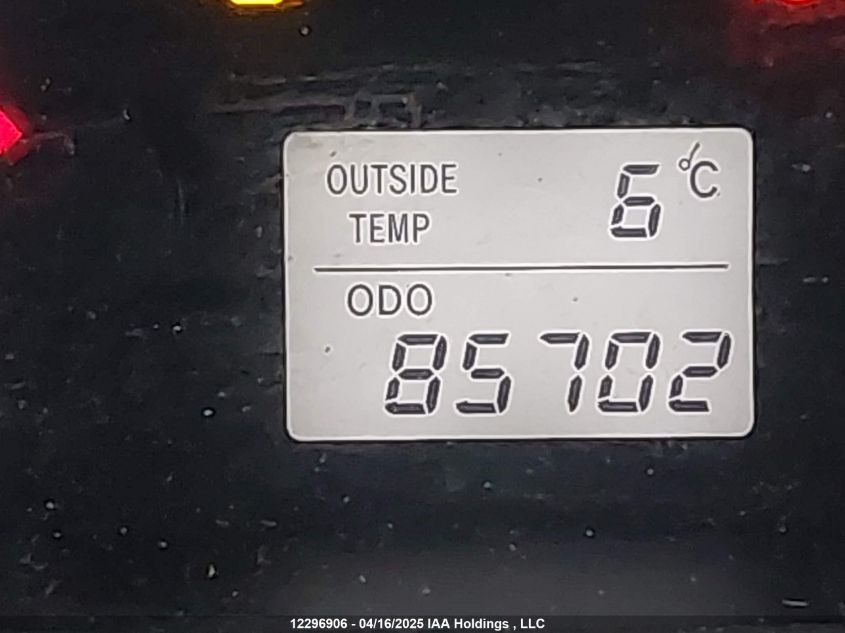 OUTSIDE TEMP 6 °C
ODO
85702
12296906 - 04/16/2025 IAA Holdings , LLC